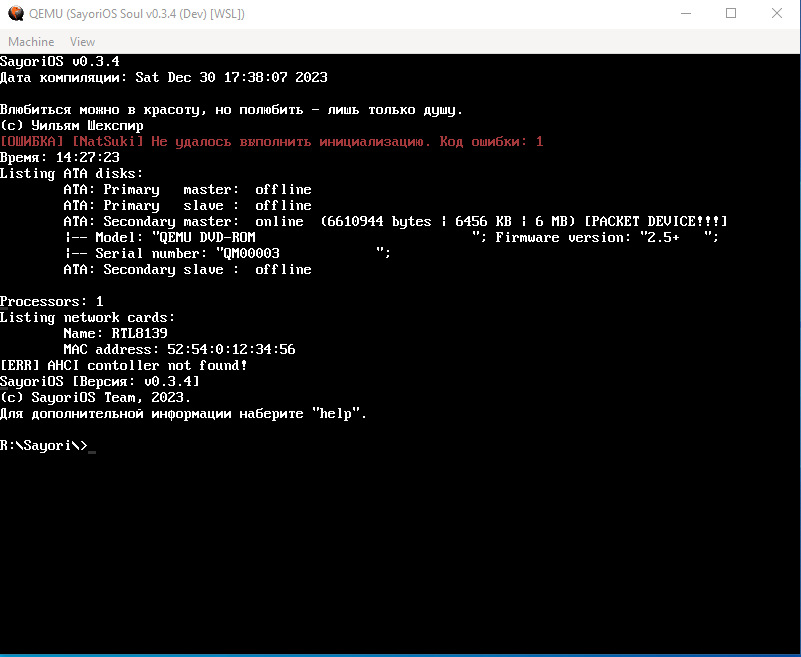 QEMU (SayoriOS Soul v0.3.4 (Dev) [WSL])
Machine View
SayoriOS v0.3.4
Дата компиляции: Sat Dec 30 17:38:07 2023
Влюбиться можно в красоту, но полюбить - лишь только душу.
(c) Уильям Шекспир
[ОШИБКА] [NatSuki] Не удалось выполнить инициализацию. Код ошибки: 1
Время: 14:27:23
Listing ATA disks:
ATA: Primary master: offline
ATA: Primary slave : offline
ATA: Secondary master: online (6610944 bytes | 6456 KB | 6 MB) [PACKET DEVICE!!!]
|-- Model: "QEMU DVD-ROM "; Firmware version: "2.5+ ";
|-- Serial number: "QM00003 ";
ATA: Secondary slave : offline
Processors: 1
Listing network cards:
Name: RTL8139
MAC address: 52:54:0:12:34:56
[ERR] AHCI contoller not found!
SayoriOS [Версия: v0.3.4]
(c) SayoriOS Team, 2023.
Для дополнительной информации наберите "help".
R:\Sayori\>_